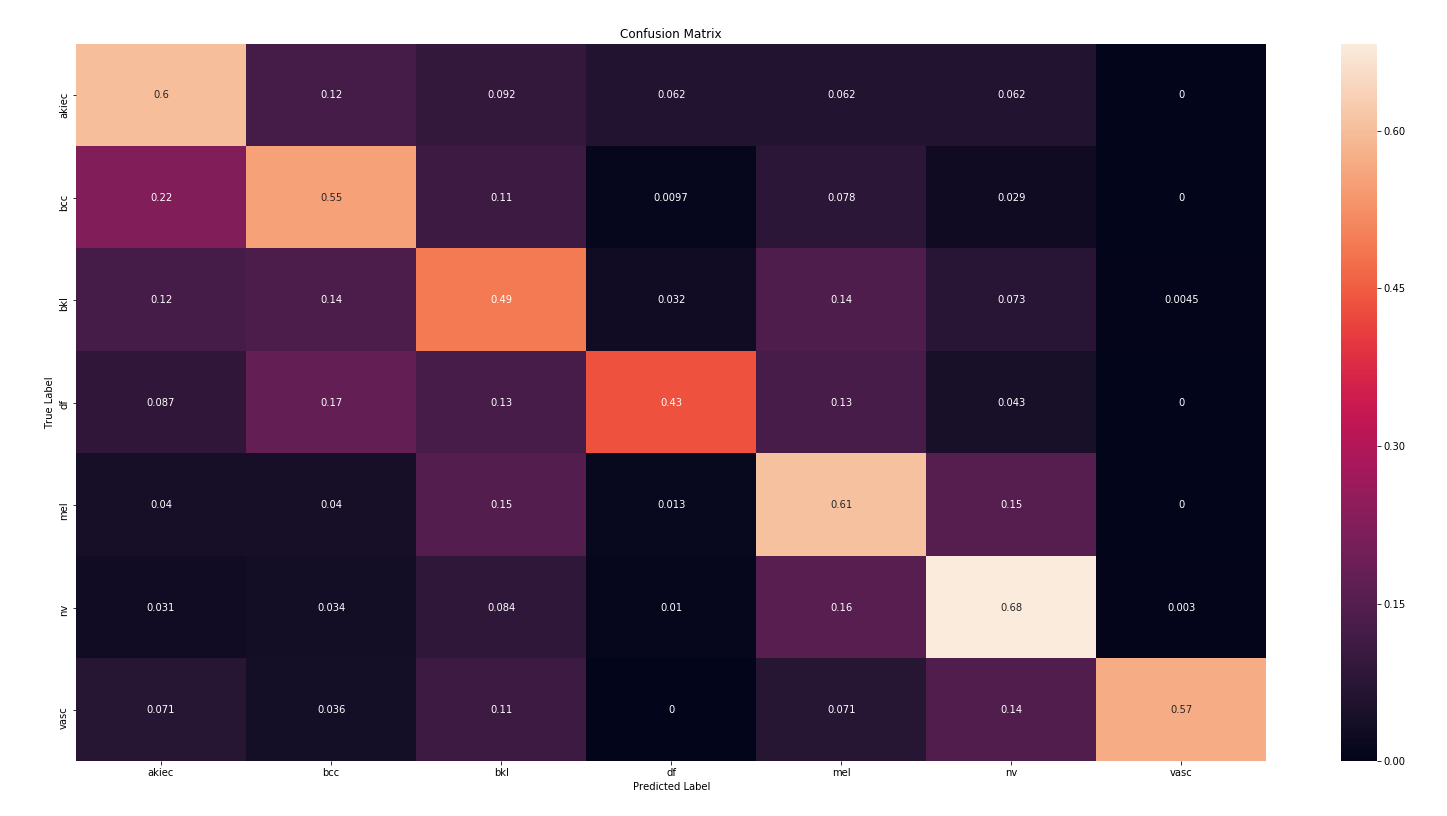 Confusion Matrix
akiec 0.6 0.12 0.092 0.062 0.062 0.062 0
bcc 0.22 0.55 0.11 0.0097 0.078 0.029 0
bkl 0.12 0.14 0.49 0.032 0.14 0.073 0.0045
df 0.087 0.17 0.13 0.43 0.13 0.043 0
mel 0.04 0.04 0.15 0.013 0.61 0.15 0
nv 0.031 0.034 0.084 0.01 0.16 0.68 0.003
vasc 0.071 0.036 0.11 0 0.071 0.14 0.57
True Label
akiec bcc bkl df mel nv vasc
Predicted Label
0.60
0.45
0.30
0.15
0.00